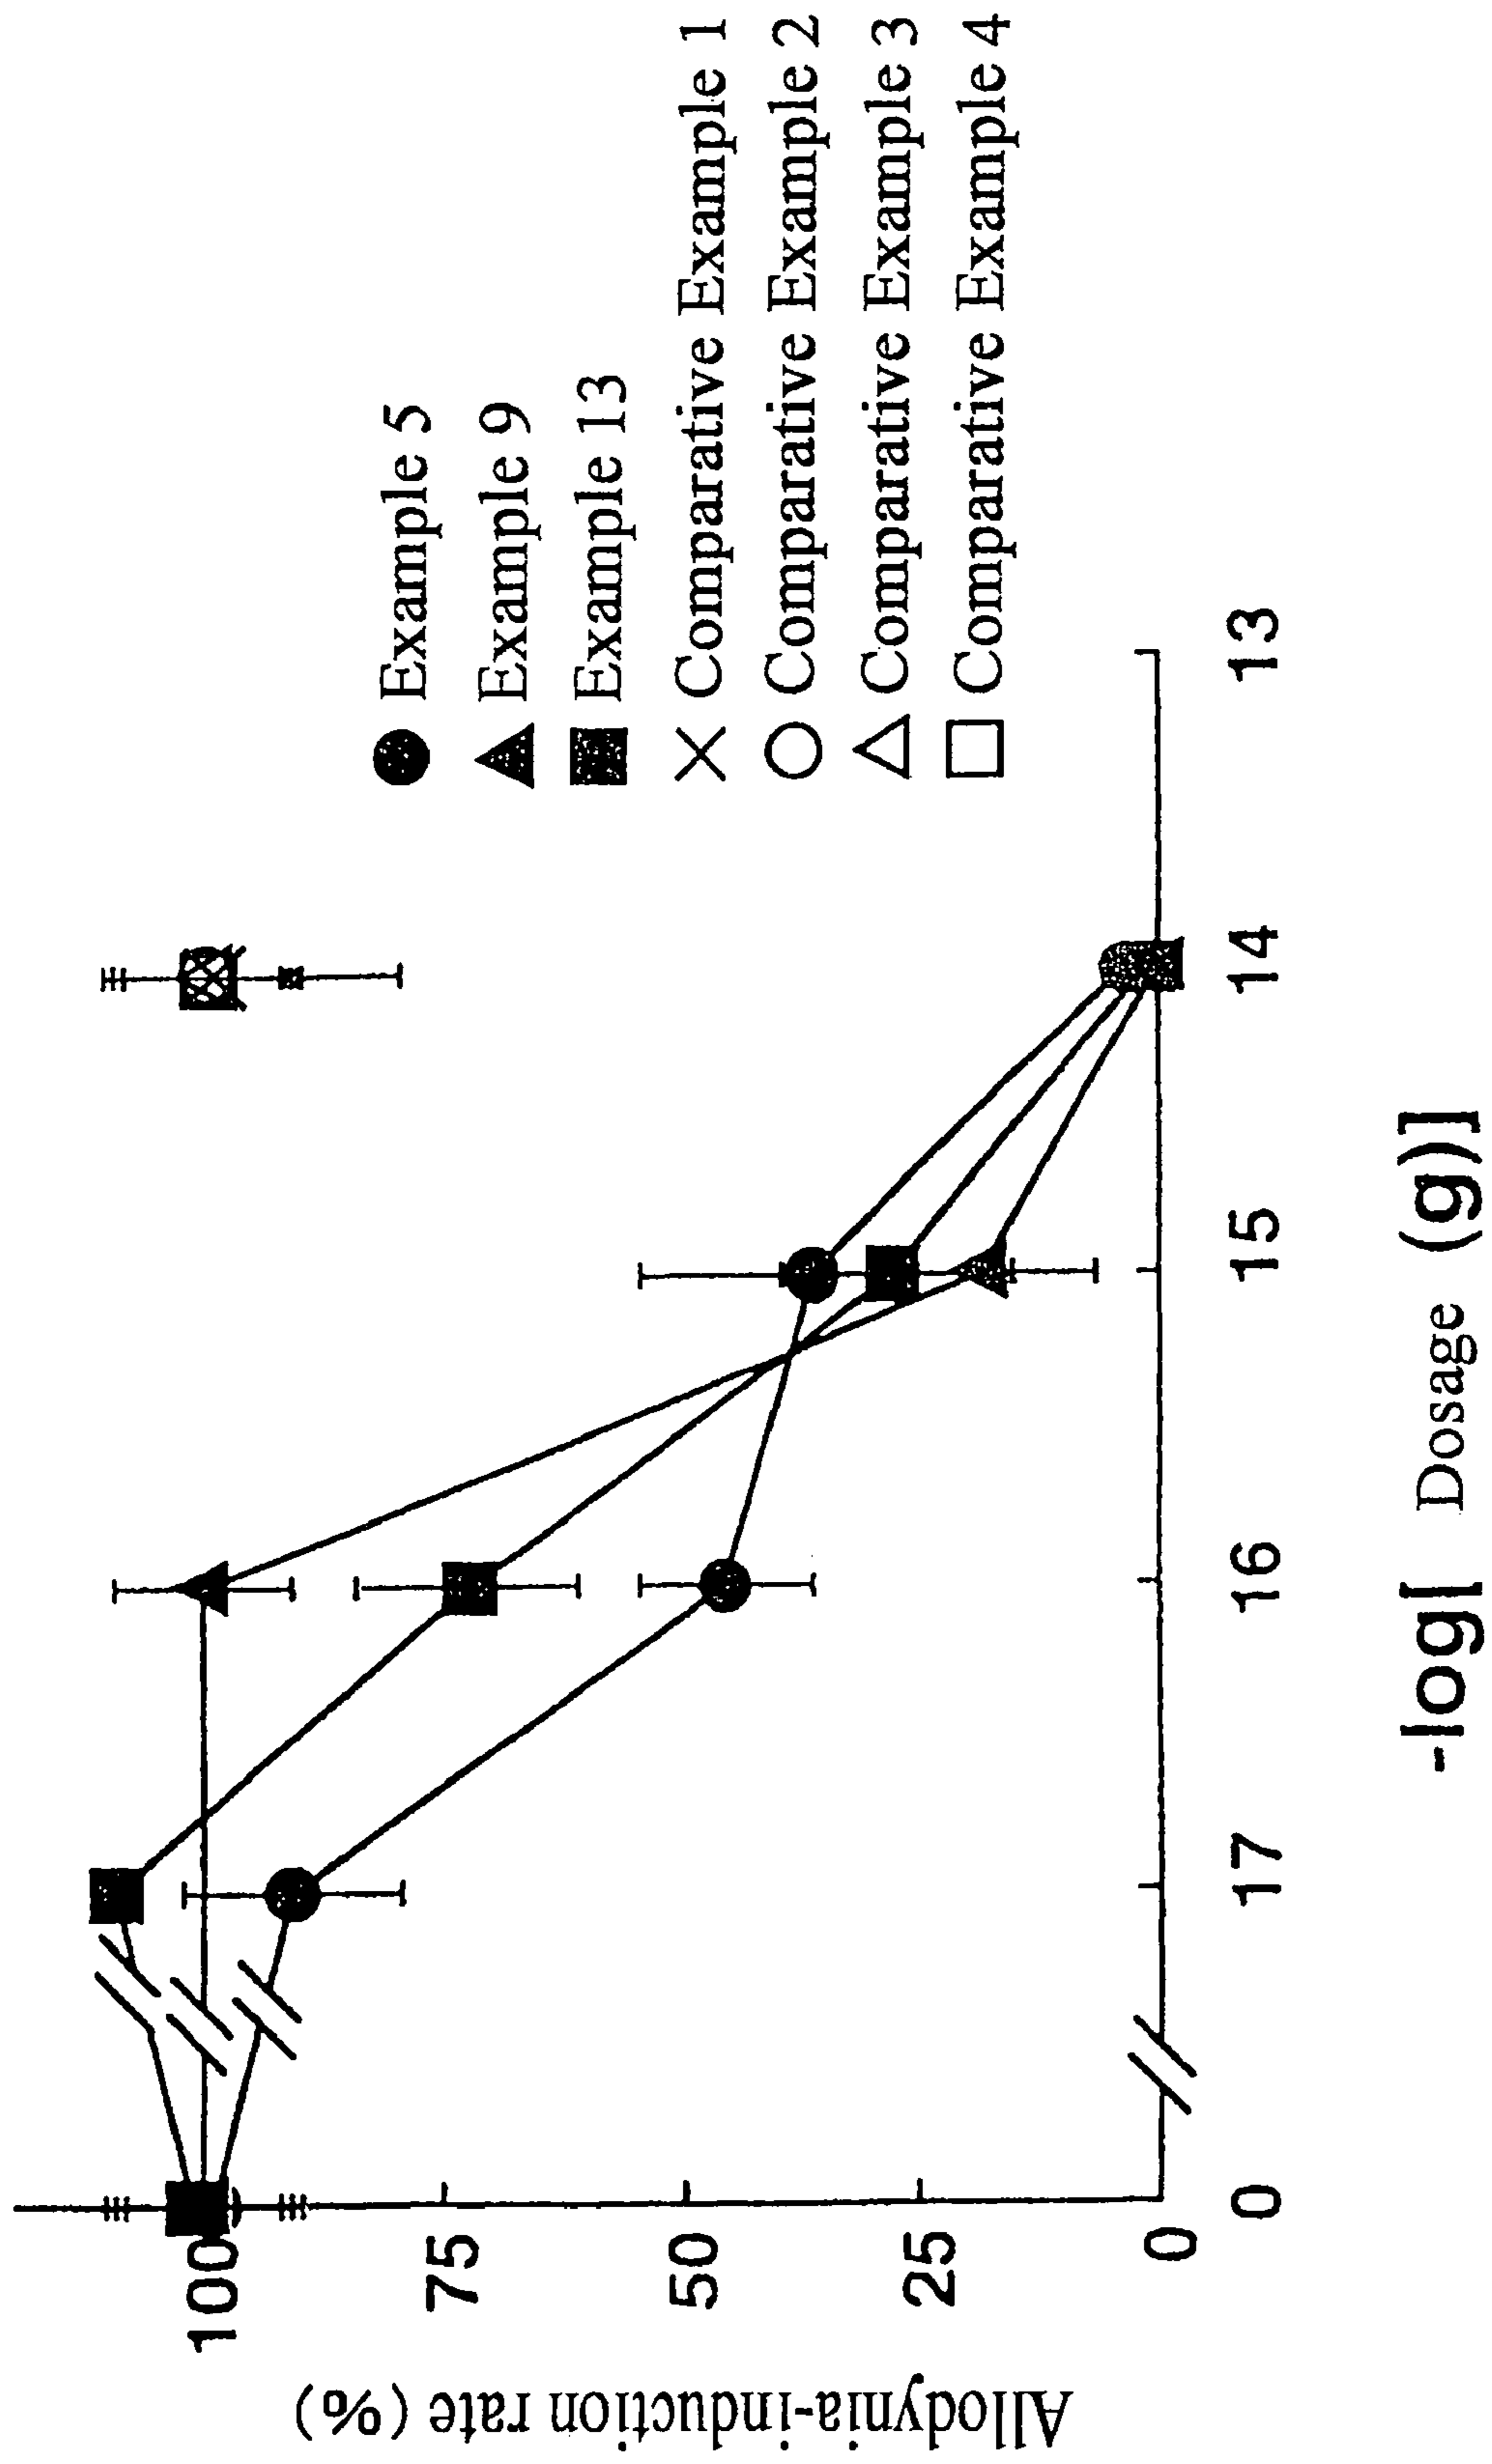 Allodynia-induction rate (%)
100
75
50
25
0
0
17
16
15
14
13
-log[ Dosage (g)]
Example 5
Example 9
Example 13
Comparative Example 1
Comparative Example 2
Comparative Example 3
Comparative Example 4